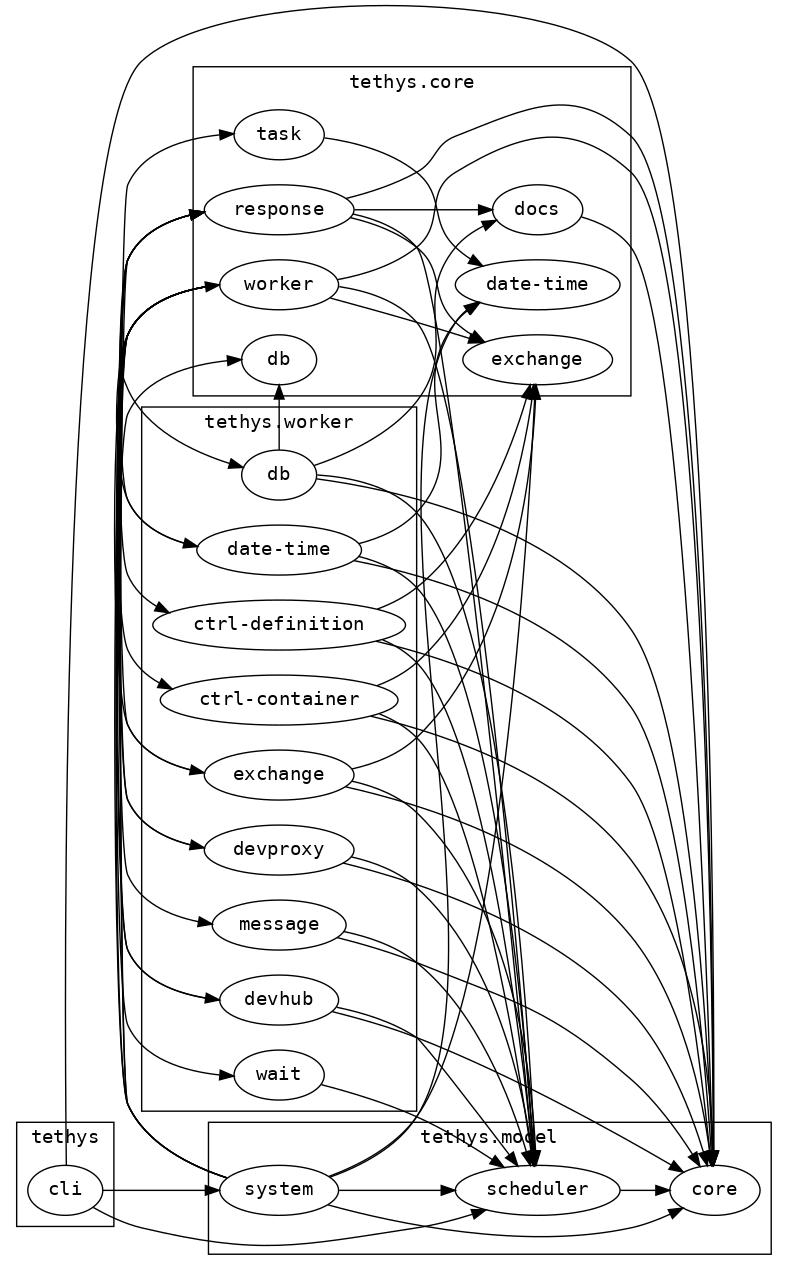 tethys.core
task
response
docs
worker
date-time
db
exchange
tethys.worker
db
date-time
ctrl-definition
ctrl-container
exchange
devproxy
message
devhub
wait
tethys
tethys.model
cli
system
scheduler
core